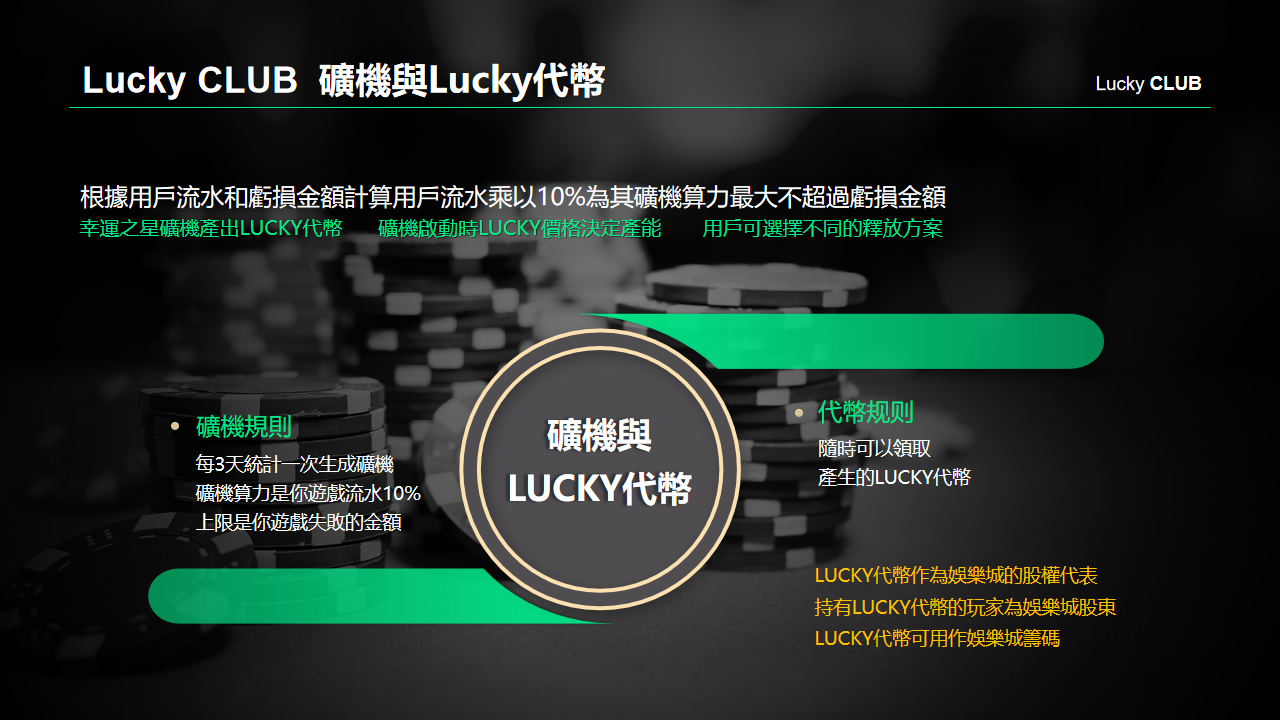 Lucky CLUB 礦機與Lucky代幣
Lucky CLUB
根據用戶流水和虧損金額計算用戶流水乘以10%為其礦機算力最大不超過虧損金額
幸運之星礦機產出LUCKY代幣 礦機啟動時LUCKY價格決定產能 用戶可選擇不同的釋放方案
礦機規則
每3天統計一次生成礦機
礦機算力是你遊戲流水10%
上限是你遊戲失敗的金額
礦機與
LUCKY代幣
代幣规则
隨時可以領取
產生的LUCKY代幣
LUCKY代幣作為娛樂城的股權代表
持有LUCKY代幣的玩家為娛樂城股東
LUCKY代幣可用作娛樂城籌碼